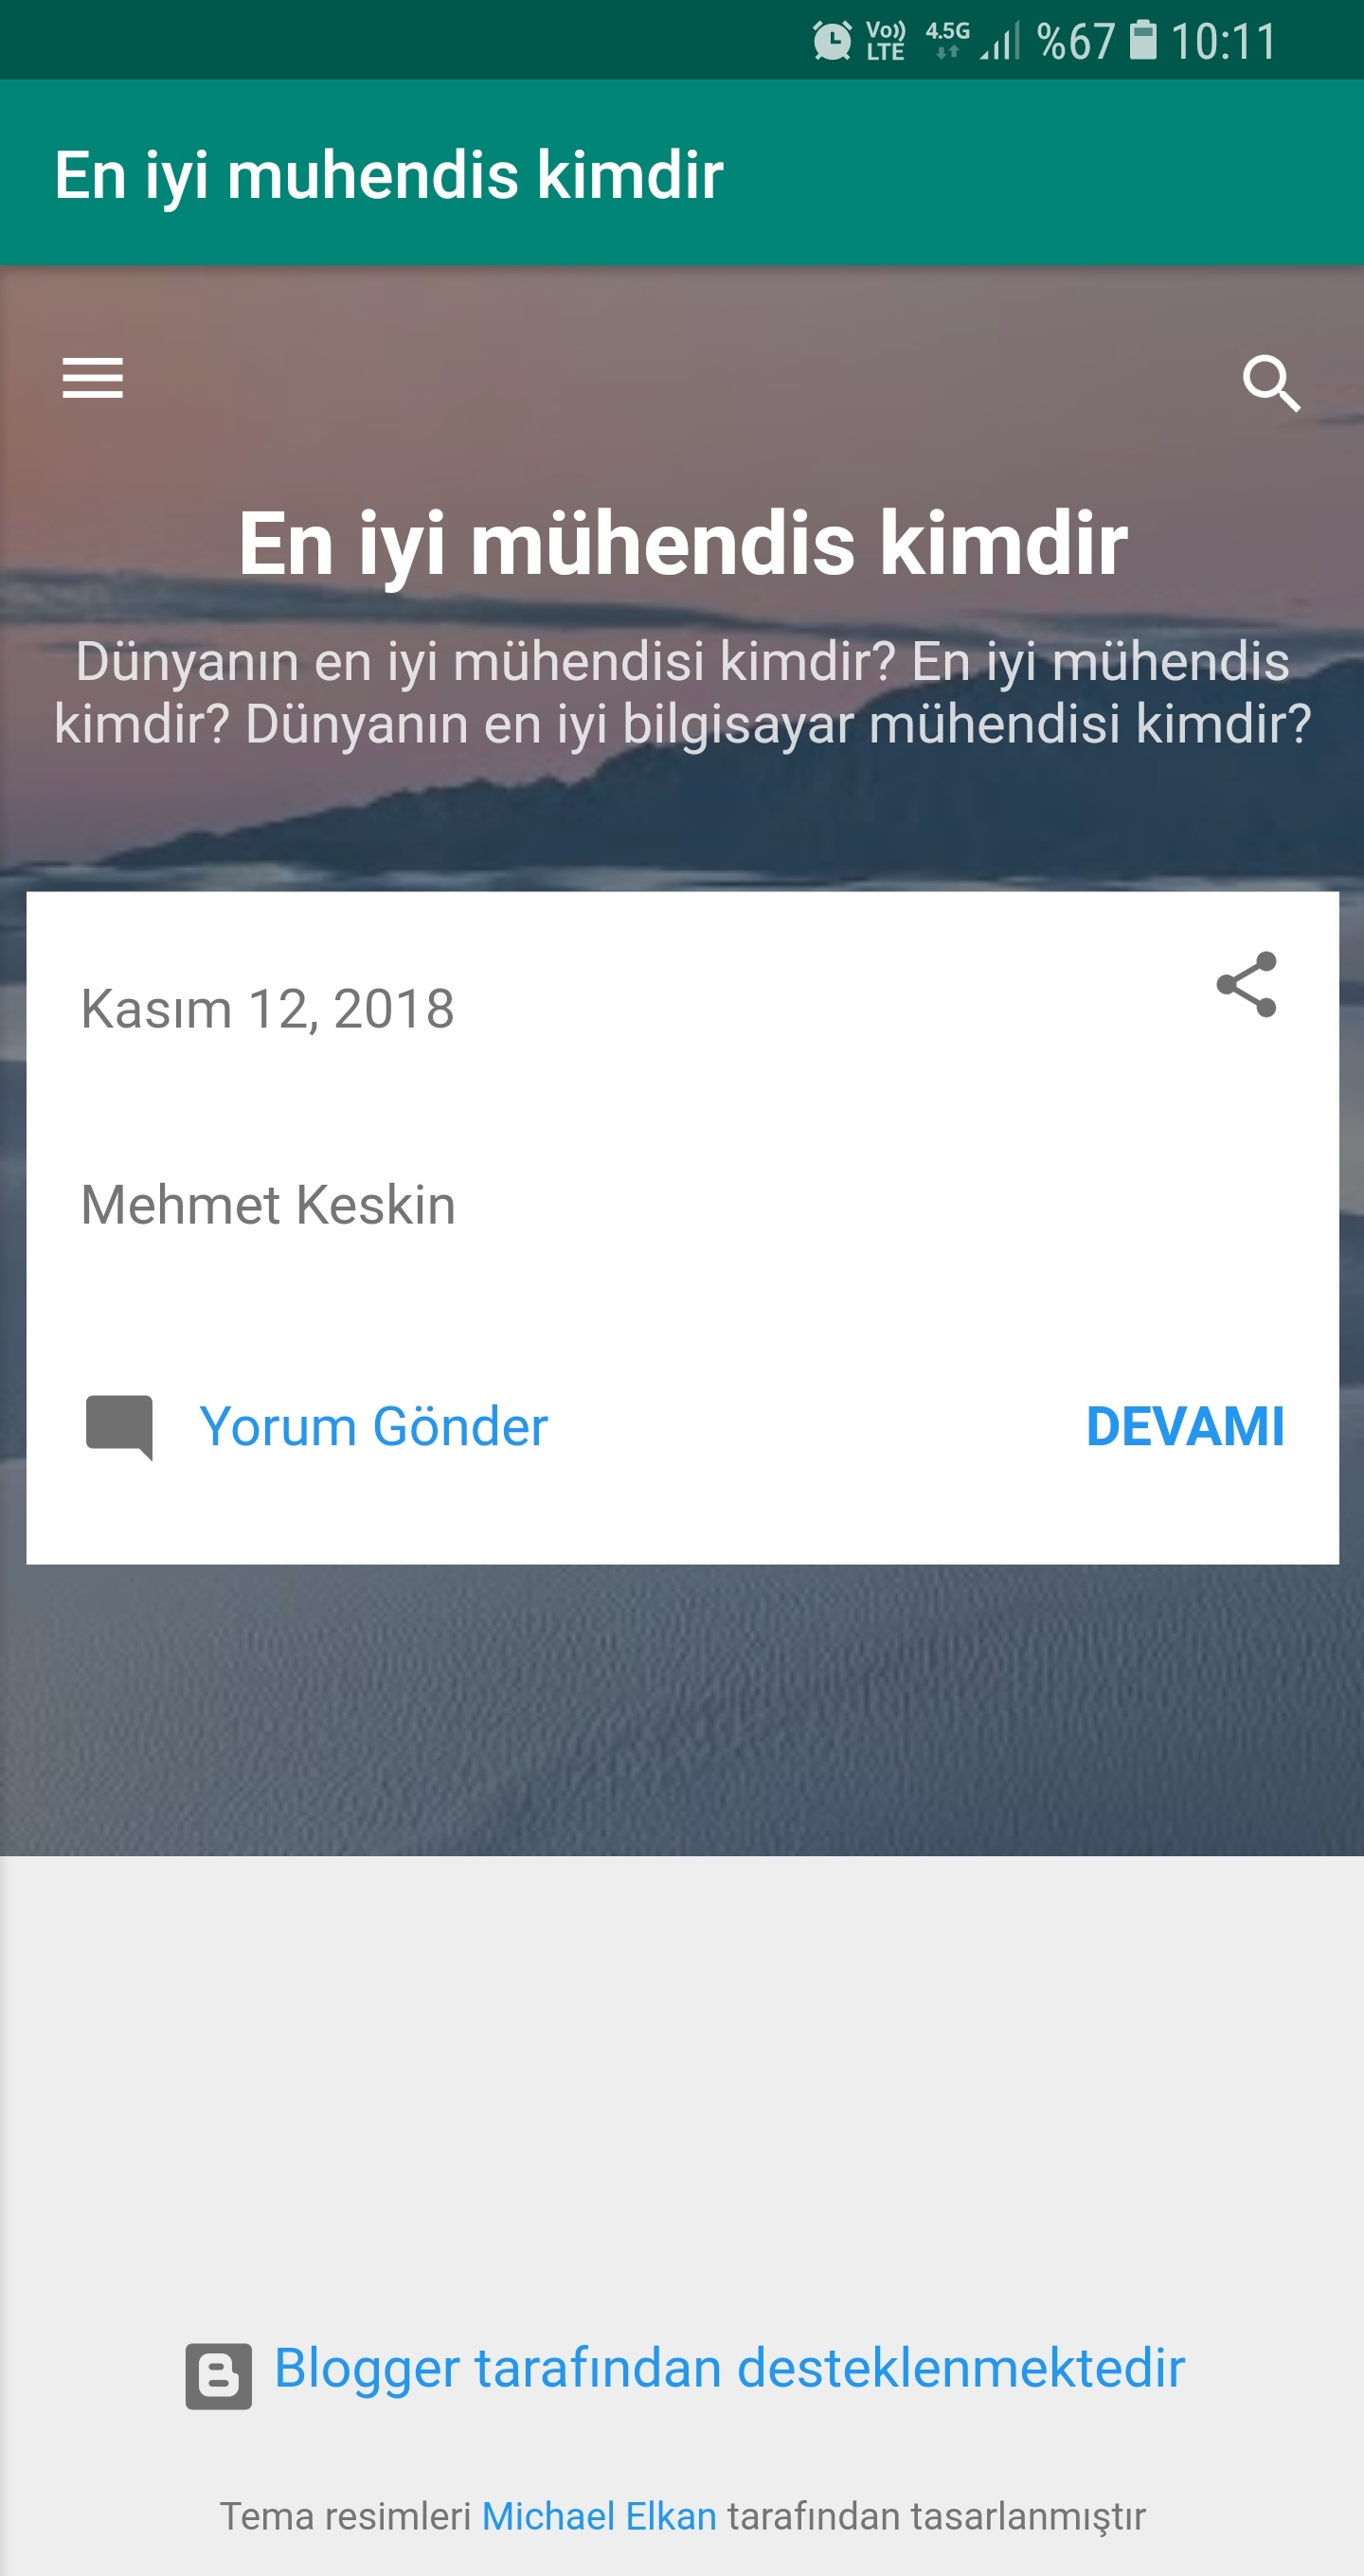 Vo)) LTE 4.5G %67 10:11
En iyi muhendis kimdir
En iyi mühendis kimdir
Dünyanın en iyi mühendisi kimdir? En iyi mühendis
kimdir? Dünyanın en iyi bilgisayar mühendisi kimdir?
Kasım 12, 2018
Mehmet Keskin
Yorum Gönder DEVAMI
Blogger tarafından desteklenmektedir
Tema resimleri Michael Elkan tarafından tasarlanmıştır